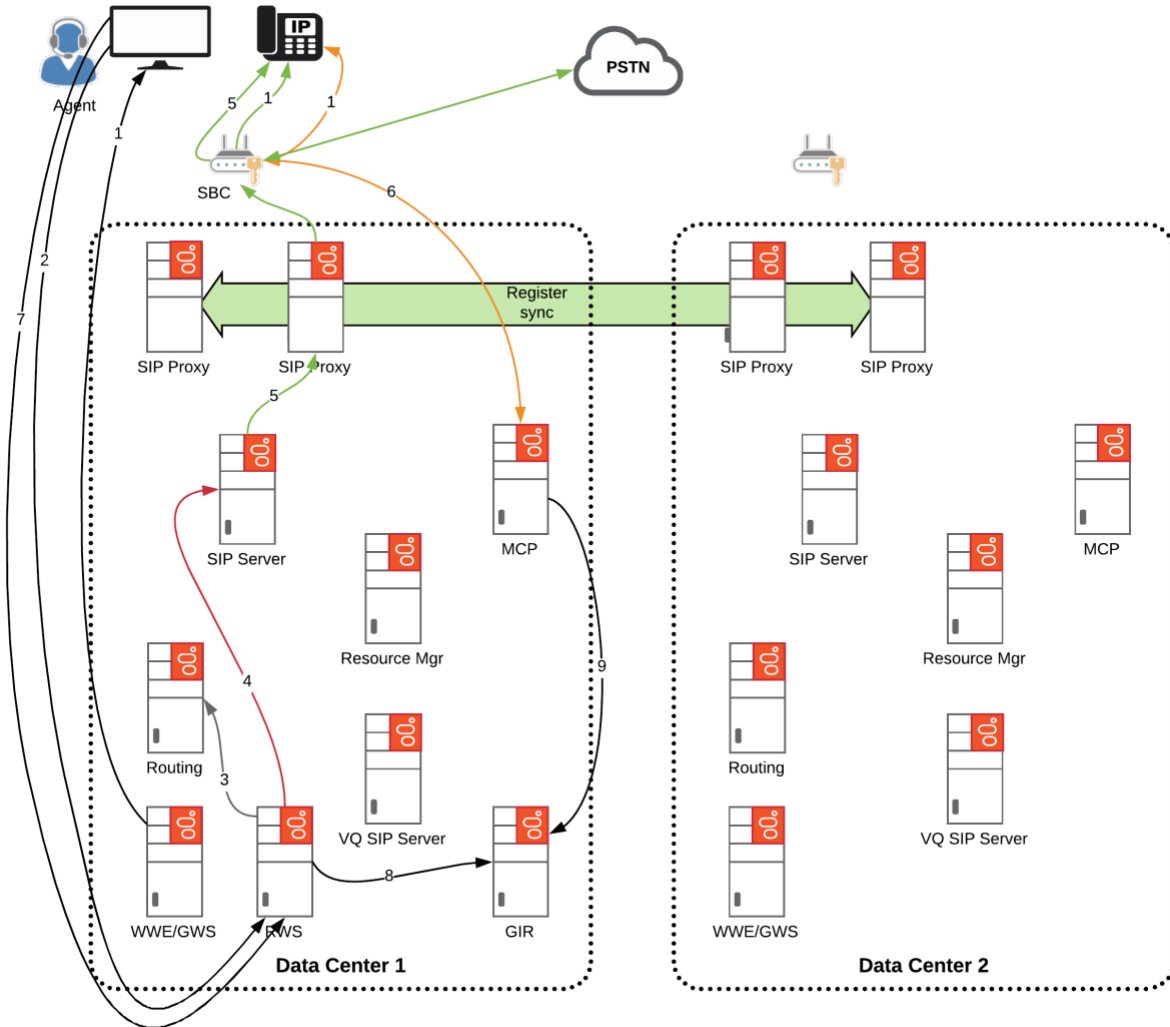 IP
PSTN
Agent
5
1
1
1
SBC
6
2
7
Register
sync
SIP Proxy
SIP Proxy
SIP Proxy
SIP Proxy
5
SIP Server
MCP
SIP Server
MCP
Resource Mgr
Resource Mgr
9
4
Routing
3
Routing
VQ SIP Server
VQ SIP Server
8
WWE/GWS
RWS
GIR
WWE/GWS
Data Center 1
Data Center 2